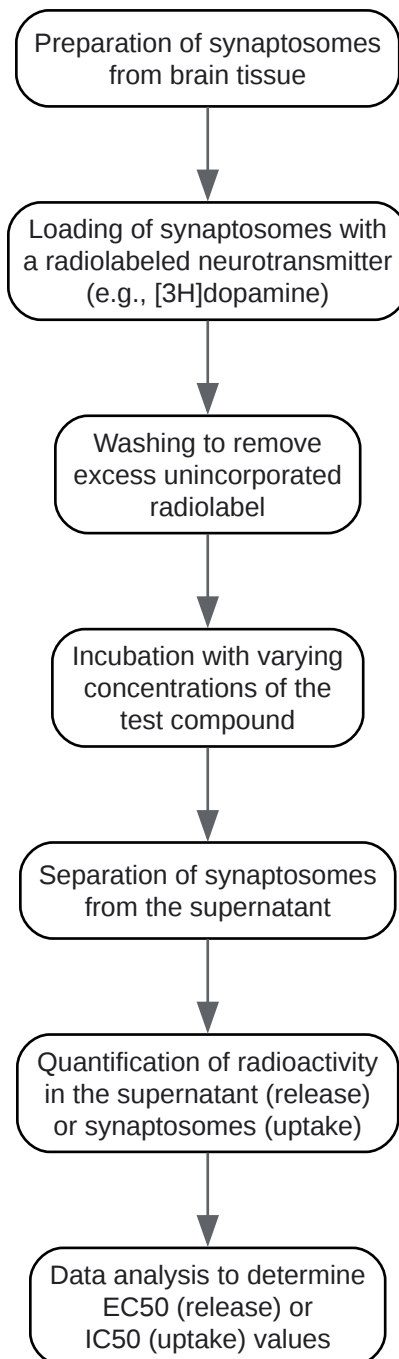 Preparation of synaptosomes
from brain tissue
Loading of synaptosomes with
a radiolabeled neurotransmitter
(e.g., [3H]dopamine)
Washing to remove
excess unincorporated
radiolabel
Incubation with varying
concentrations of the
test compound
Separation of synaptosomes
from the supernatant
Quantification of radioactivity
in the supernatant (release)
or synaptosomes (uptake)
Data analysis to determine
EC50 (release) or
IC50 (uptake) values